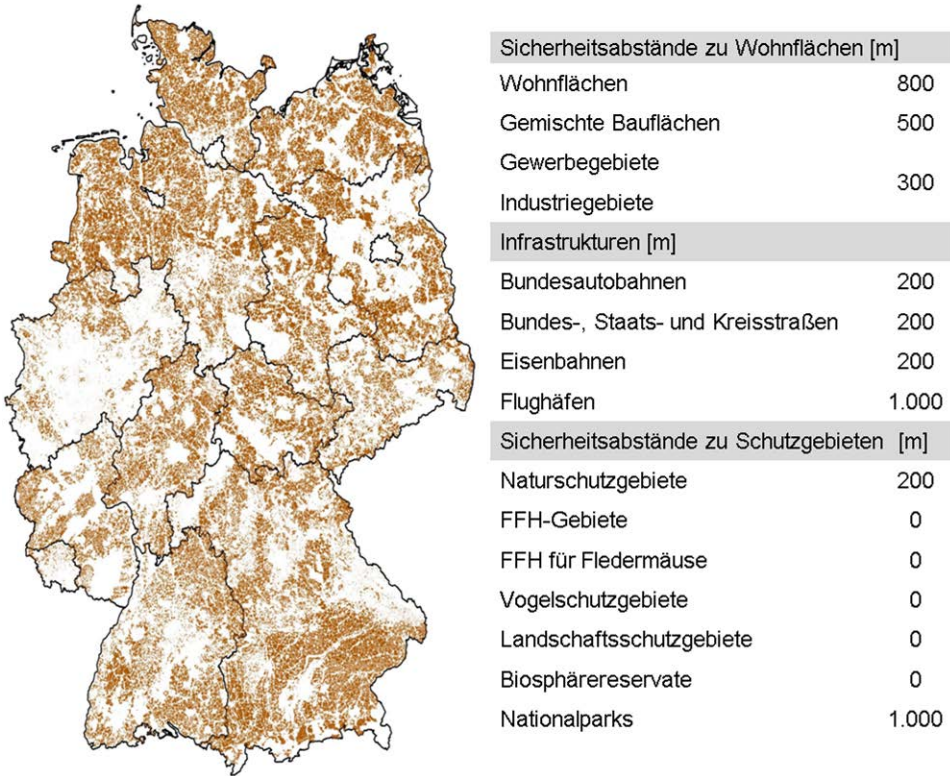 Sicherheitsabstände zu Wohnflächen [m]
Wohnflächen 800
Gemischte Bauflächen 500
Gewerbegebiete
300
Industriegebiete
Infrastrukturen [m]
Bundesautobahnen 200
Bundes-, Staats- und Kreisstraßen 200
Eisenbahnen 200
Flughäfen 1.000
Sicherheitsabstände zu Schutzgebieten [m]
Naturschutzgebiete 200
FFH-Gebiete 0
FFH für Fledermäuse 0
Vogelschutzgebiete 0
Landschaftsschutzgebiete 0
Biosphärereservate 0
Nationalparks 1.000